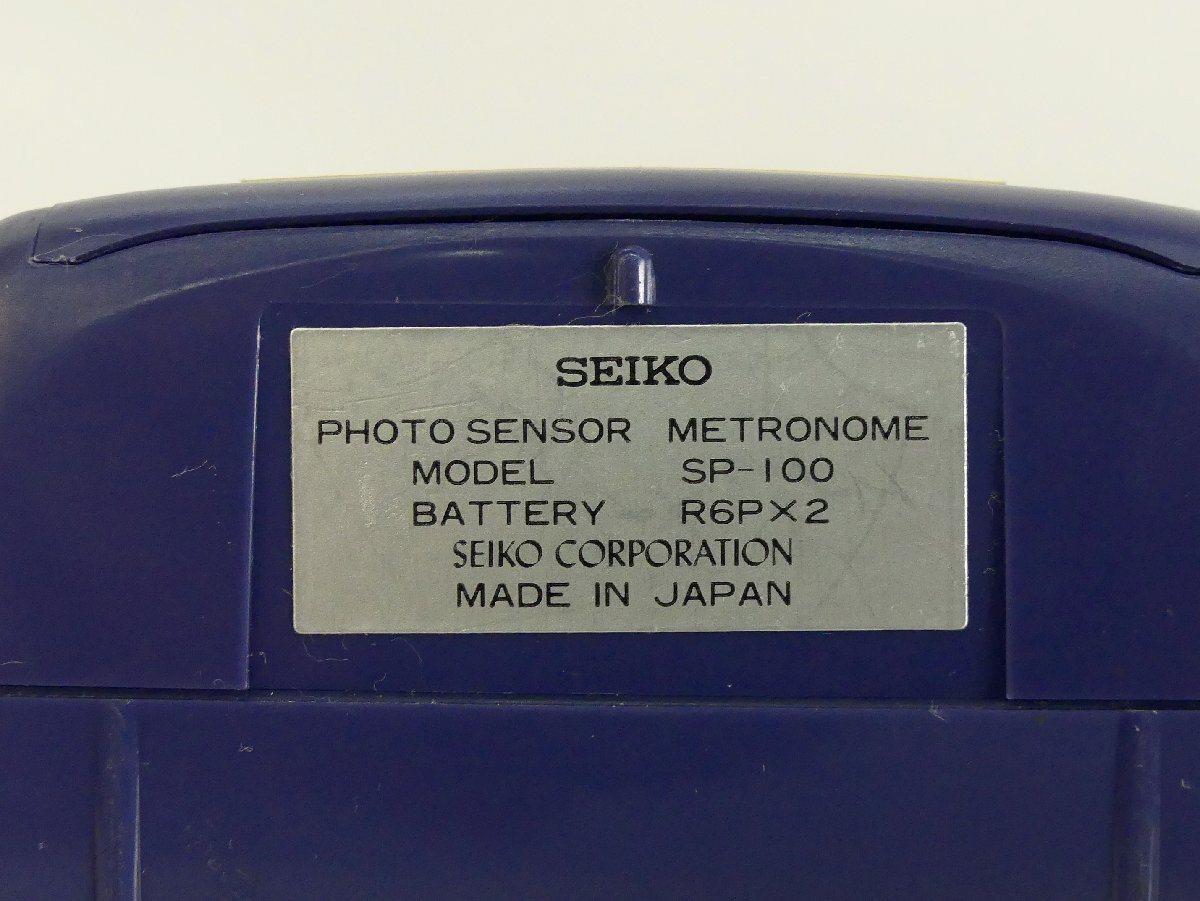 SEIKO
PHOTO SENSOR METRONOME
MODEL SP-100
BATTERY R6P×2
SEIKO CORPORATION
MADE IN JAPAN